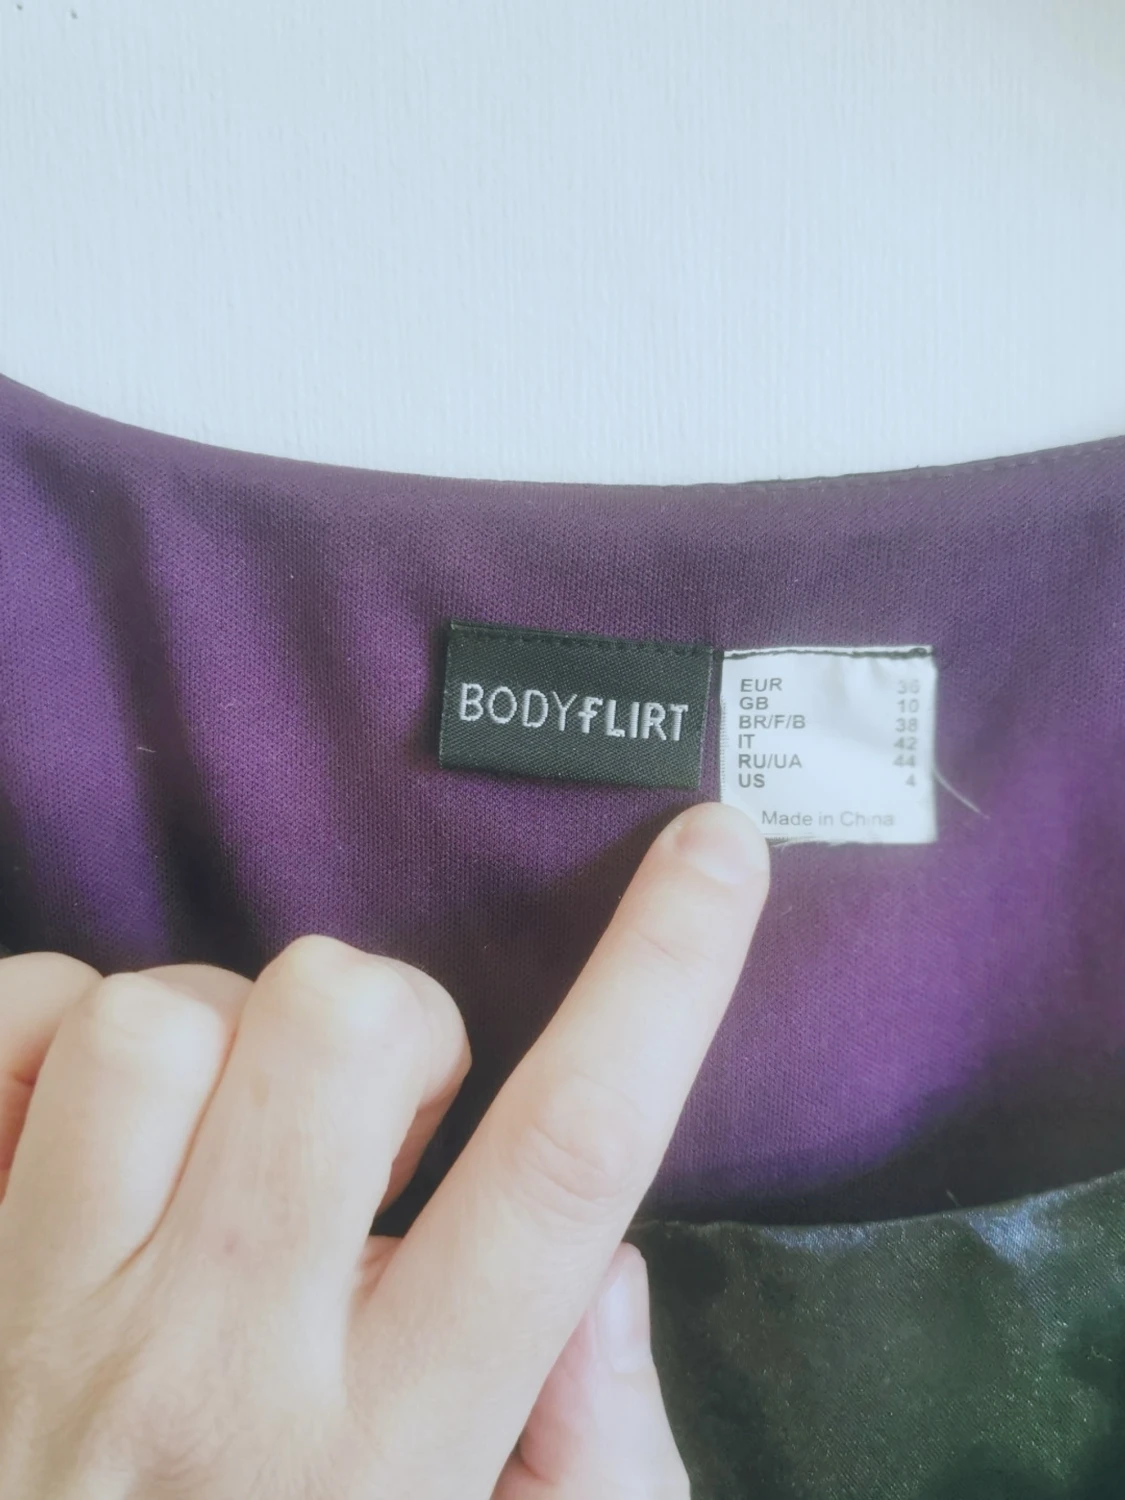 BODYFLIRT
EUR 36
GB 10
BR/F/B 38
IT 42
RU/UA 44
US 4
Made in China